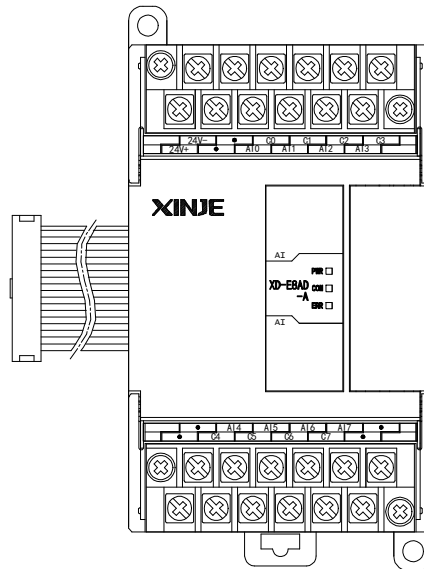 24V- • C0 C1 C2 C3
24V+ • AI0 AI1 AI2 AI3
XINJE
AI
PWR
XD-E8AD
-A
COM
ERR
AI
• AI4 AI5 AI6 AI7 •
• C4 C5 C6 C7 •